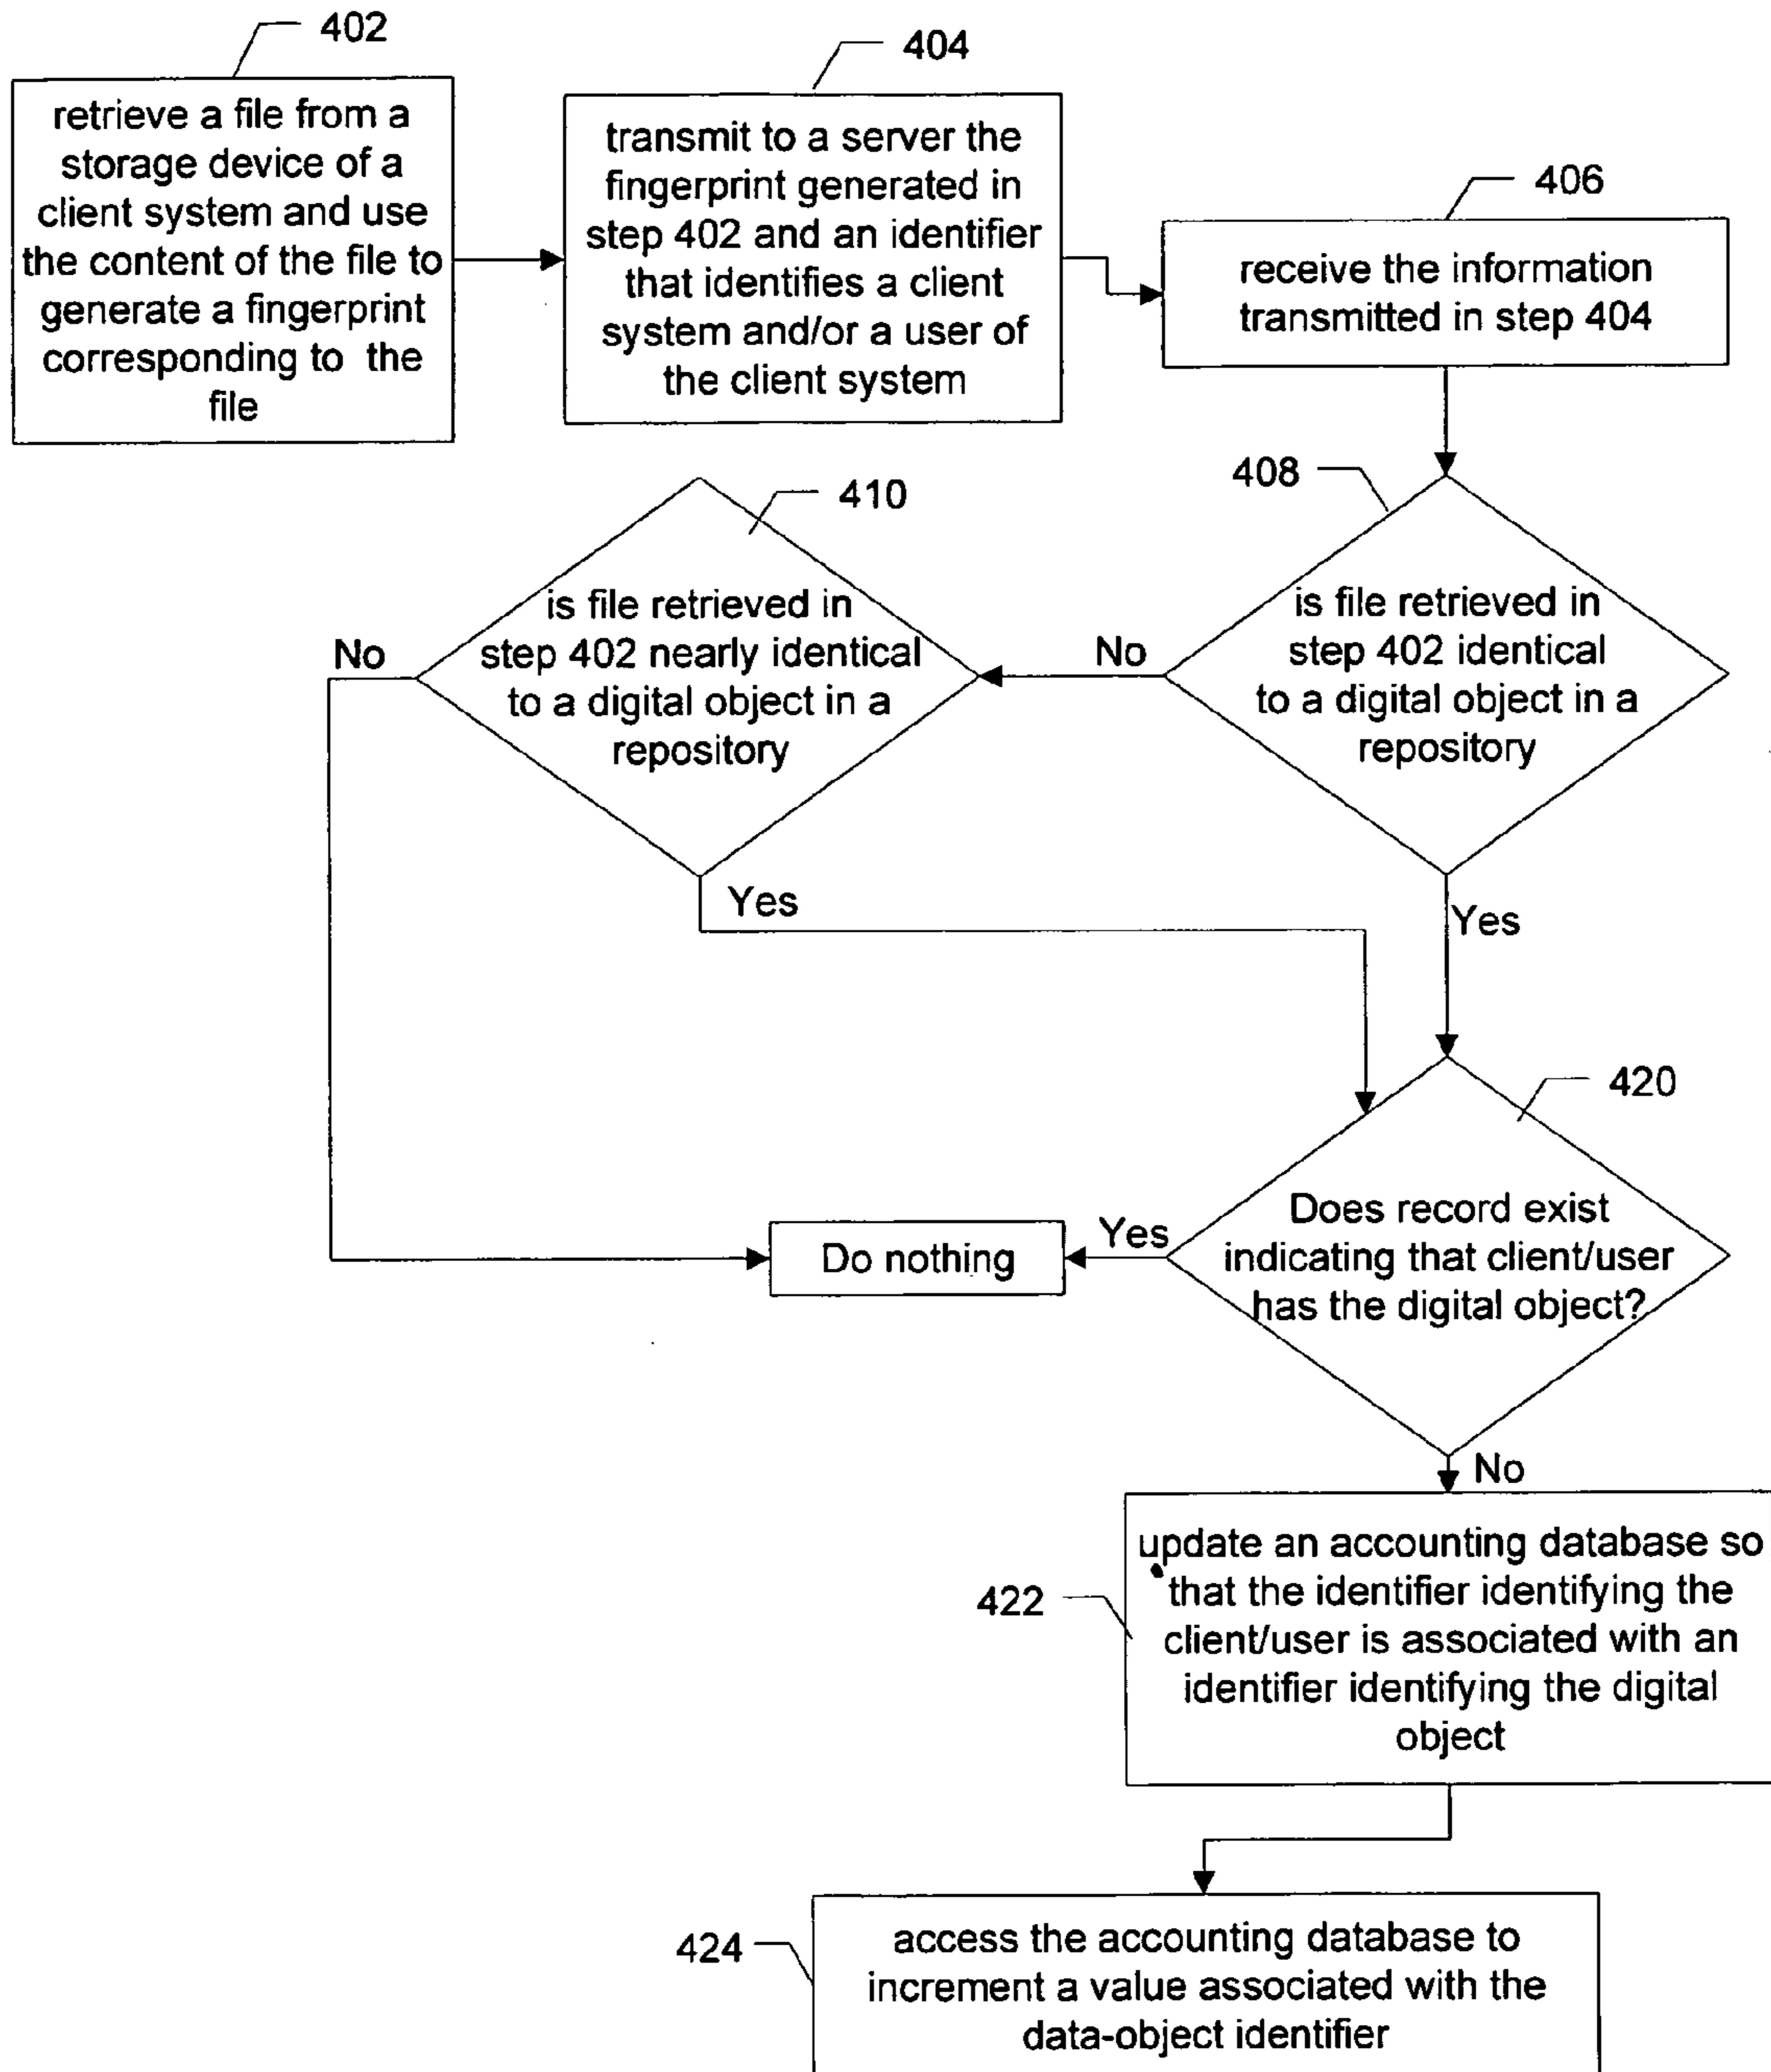 402
retrieve a file from a
storage device of a
client system and use
the content of the file to
generate a fingerprint
corresponding to the
file
404
transmit to a server the
fingerprint generated in
step 402 and an identifier
that identifies a client
system and/or a user of
the client system
406
receive the information
transmitted in step 404
408
is file retrieved in
step 402 identical
to a digital object in a
repository
No
Yes
410
is file retrieved in
step 402 nearly identical
to a digital object in a
repository
No
Yes
420
Does record exist
indicating that client/user
has the digital object?
Yes
Do nothing
No
422
update an accounting database so
that the identifier identifying the
client/user is associated with an
identifier identifying the digital
object
424
access the accounting database to
increment a value associated with the
data-object identifier